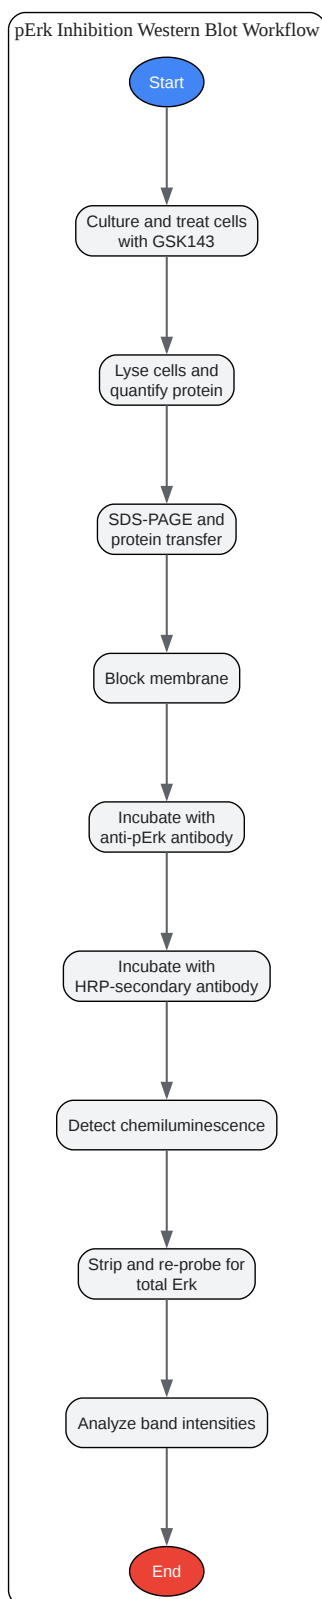 pErk Inhibition Western Blot Workflow
Start
Culture and treat cells
with GSK143
Lyse cells and
quantify protein
SDS-PAGE and
protein transfer
Block membrane
Incubate with
anti-pErk antibody
Incubate with
HRP-secondary antibody
Detect chemiluminescence
Strip and re-probe for
total Erk
Analyze band intensities
End